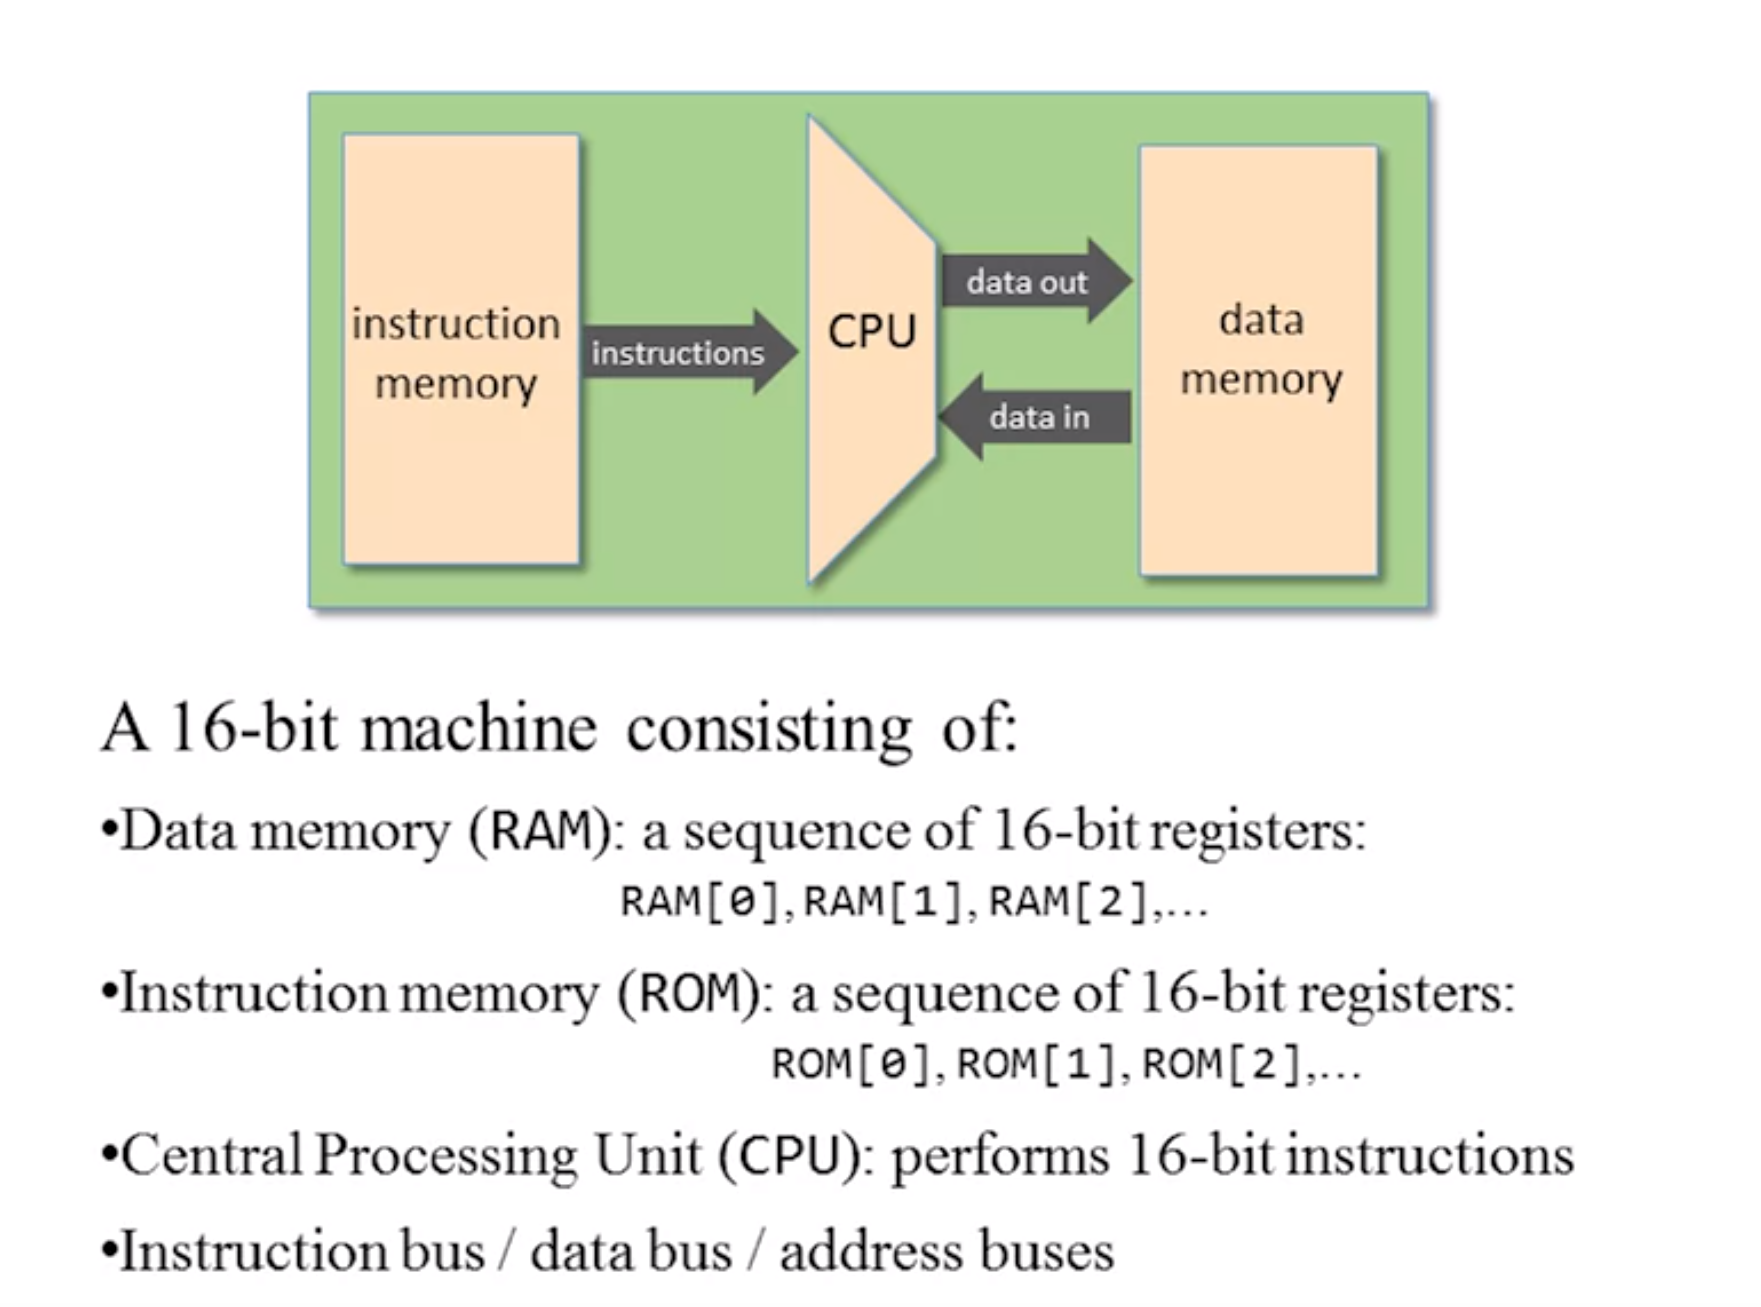 instruction
memory
instructions
CPU
data out
data in
data
memory
A 16-bit machine consisting of:
•Data memory (RAM): a sequence of 16-bit registers:
RAM[0], RAM[1], RAM[2],...
•Instruction memory (ROM): a sequence of 16-bit registers:
ROM[0], ROM[1], ROM[2],...
•Central Processing Unit (CPU): performs 16-bit instructions
•Instruction bus / data bus / address buses